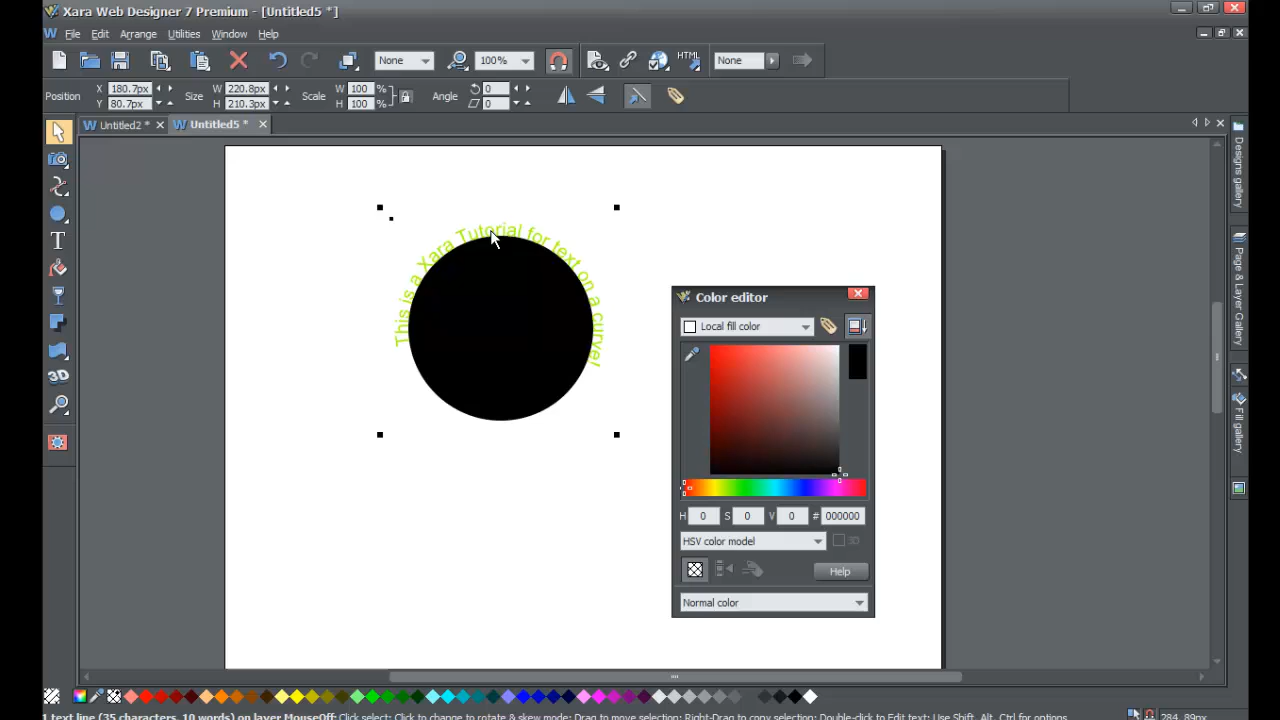 Xara Web Designer 7 Premium - [Untitled5 *]
File Edit Arrange Utilities Window Help
None 100% HTML None
Position X 180.7px Y 80.7px Size W 220.8px H 210.3px Scale W 100 % H 100 % Angle 0 0
Untitled2 * Untitled5 *
Designs gallery
Page & Layer Gallery
Fill gallery
T
3D
This is a Xara Tutorial for text on a curve!
Color editor
Local fill color
H 0 S 0 V 0 # 000000
HSV color model 3D
Help
Normal color
1 text line (35 characters, 10 words) on layer MouseOff: Click select; Click to change to rotate & skew mode; Drag to move selection; Right-Drag to copy selection; Double-click to Edit text; Use Shift, Alt, Ctrl for options
284, 89px